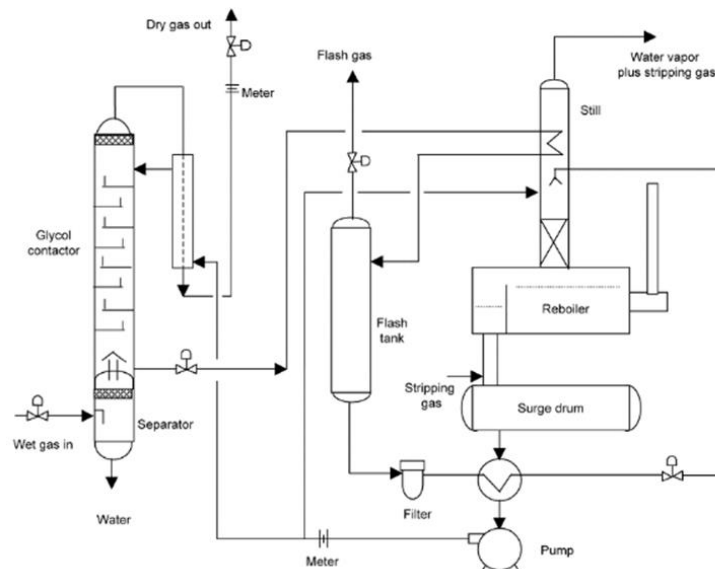 Dry gas out
Flash gas
Water vapor
plus stripping gas
Meter
Still
Glycol
contactor
Reboiler
Flash
tank
Stripping
gas
Surge drum
Separator
Wet gas in
Water
Filter
Pump
Meter